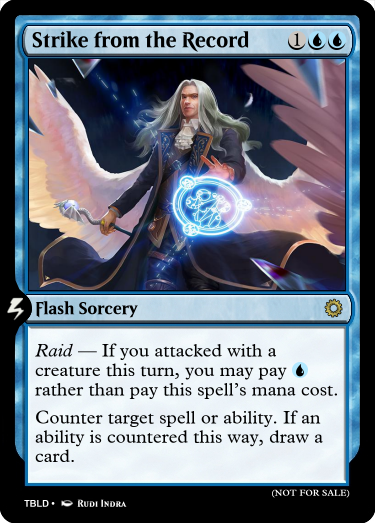 Strike from the Record 1
Flash Sorcery
Raid — If you attacked with a
creature this turn, you may pay
rather than pay this spell's mana cost.
Counter target spell or ability. If an
ability is countered this way, draw a
card.
(NOT FOR SALE)
TBLD • Rudi Indra